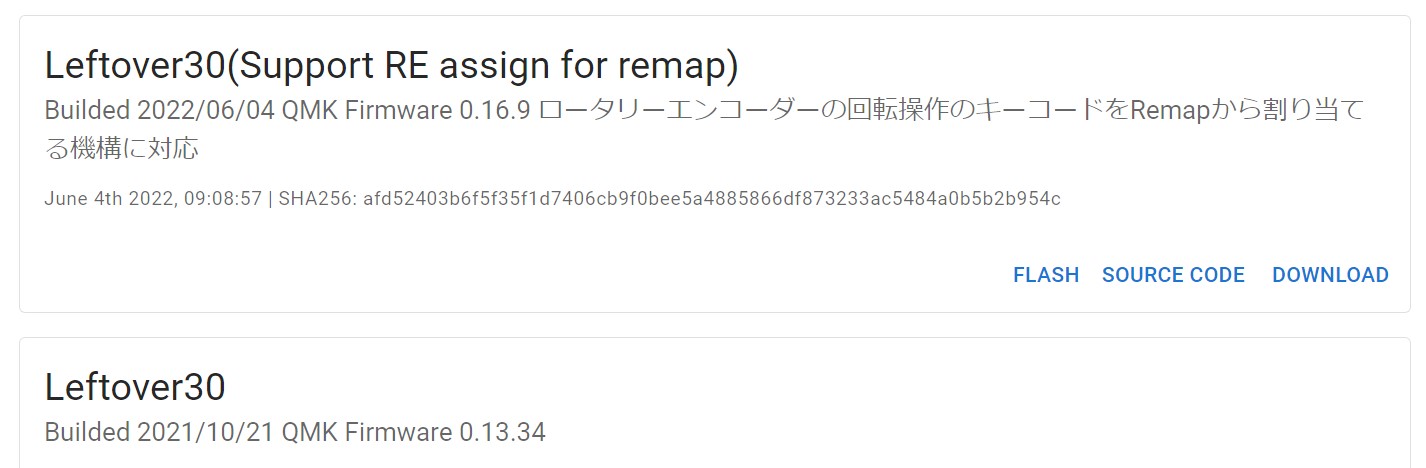 Leftover30(Support RE assign for remap)
Builded 2022/06/04 QMK Firmware 0.16.9 ロータリーエンコーダーの回転操作のキーコードをRemapから割り当て
る機構に対応
June 4th 2022, 09:08:57 | SHA256: afd52403b6f5f35f1d7406cb9f0bee5a4885866df873233ac5484a0b5b2b954c
FLASH SOURCE CODE DOWNLOAD
Leftover30
Builded 2021/10/21 QMK Firmware 0.13.34